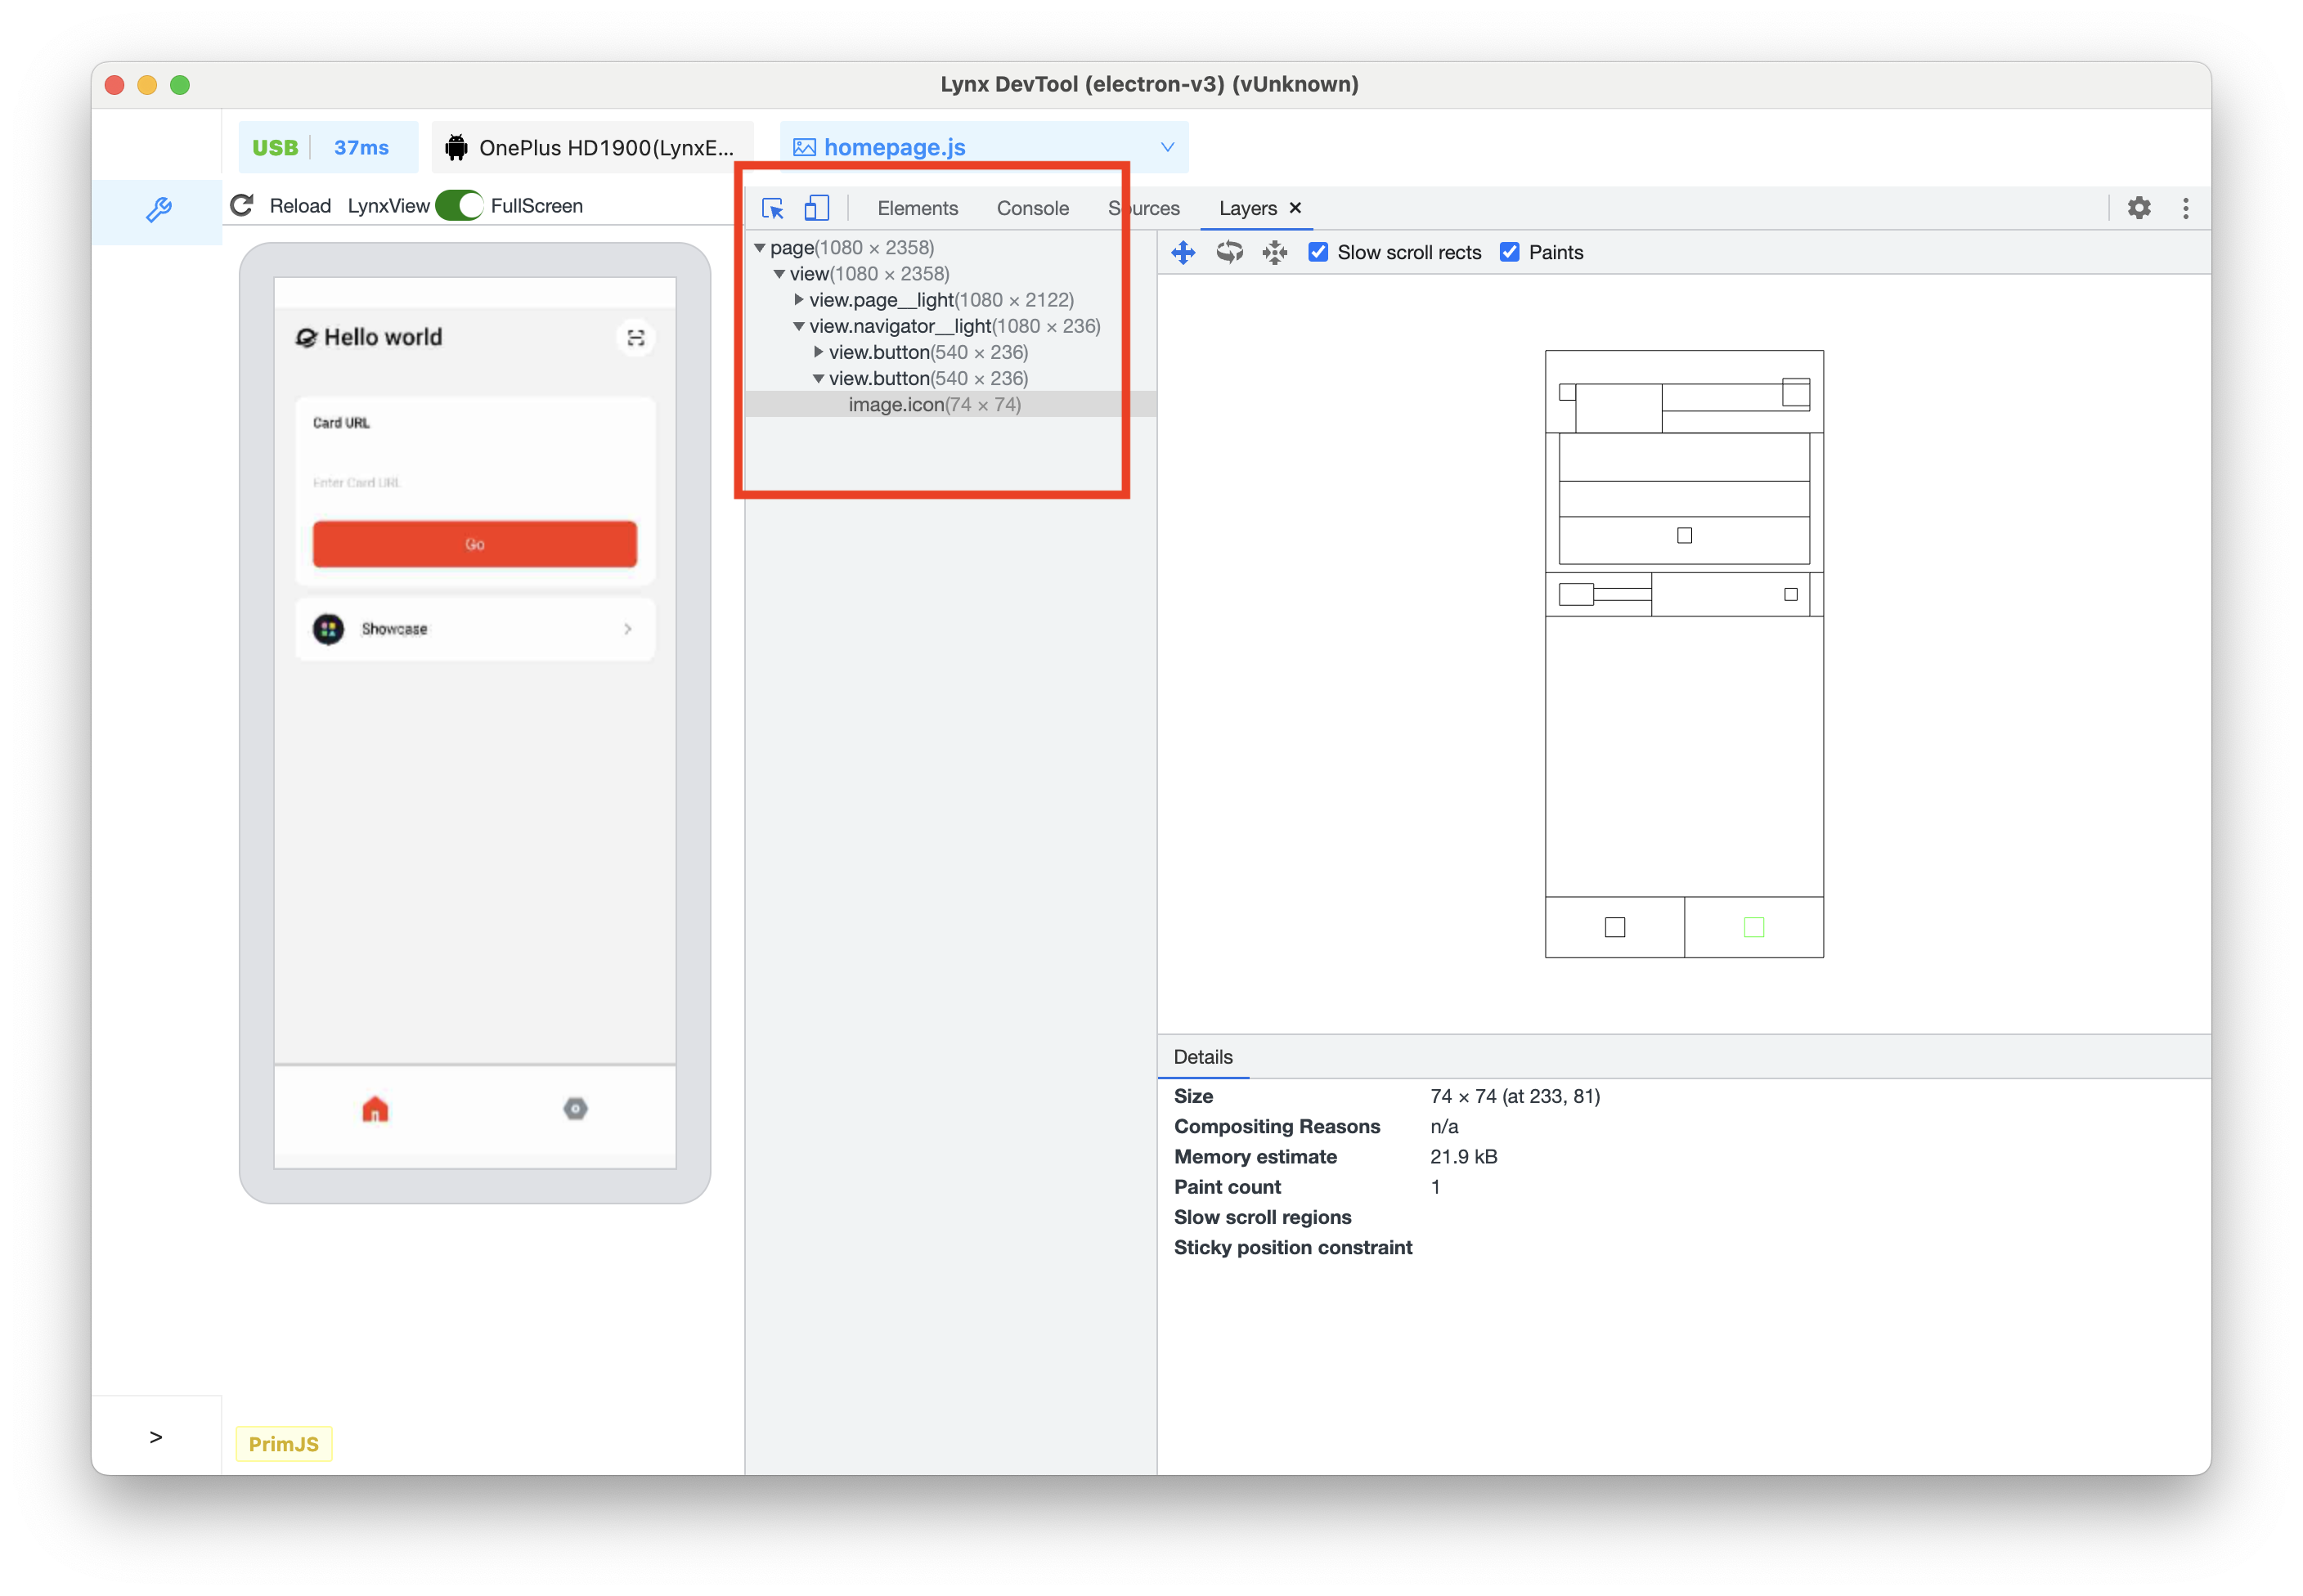 Lynx DevTool (electron-v3) (vUnknown)
USB 37ms OnePlus HD1900(LynxE... homepage.js
Reload LynxView FullScreen
Elements Console Sources Layers ×
page(1080 × 2358)
view(1080 × 2358)
view.page__light(1080 × 2122)
view.navigator__light(1080 × 236)
view.button(540 × 236)
view.button(540 × 236)
image.icon(74 × 74)
Slow scroll rects Paints
Hello world
Card URL
Enter Card URL
Go
Showcase
Details
Size 74 × 74 (at 233, 81)
Compositing Reasons n/a
Memory estimate 21.9 kB
Paint count 1
Slow scroll regions
Sticky position constraint
>
PrimJS